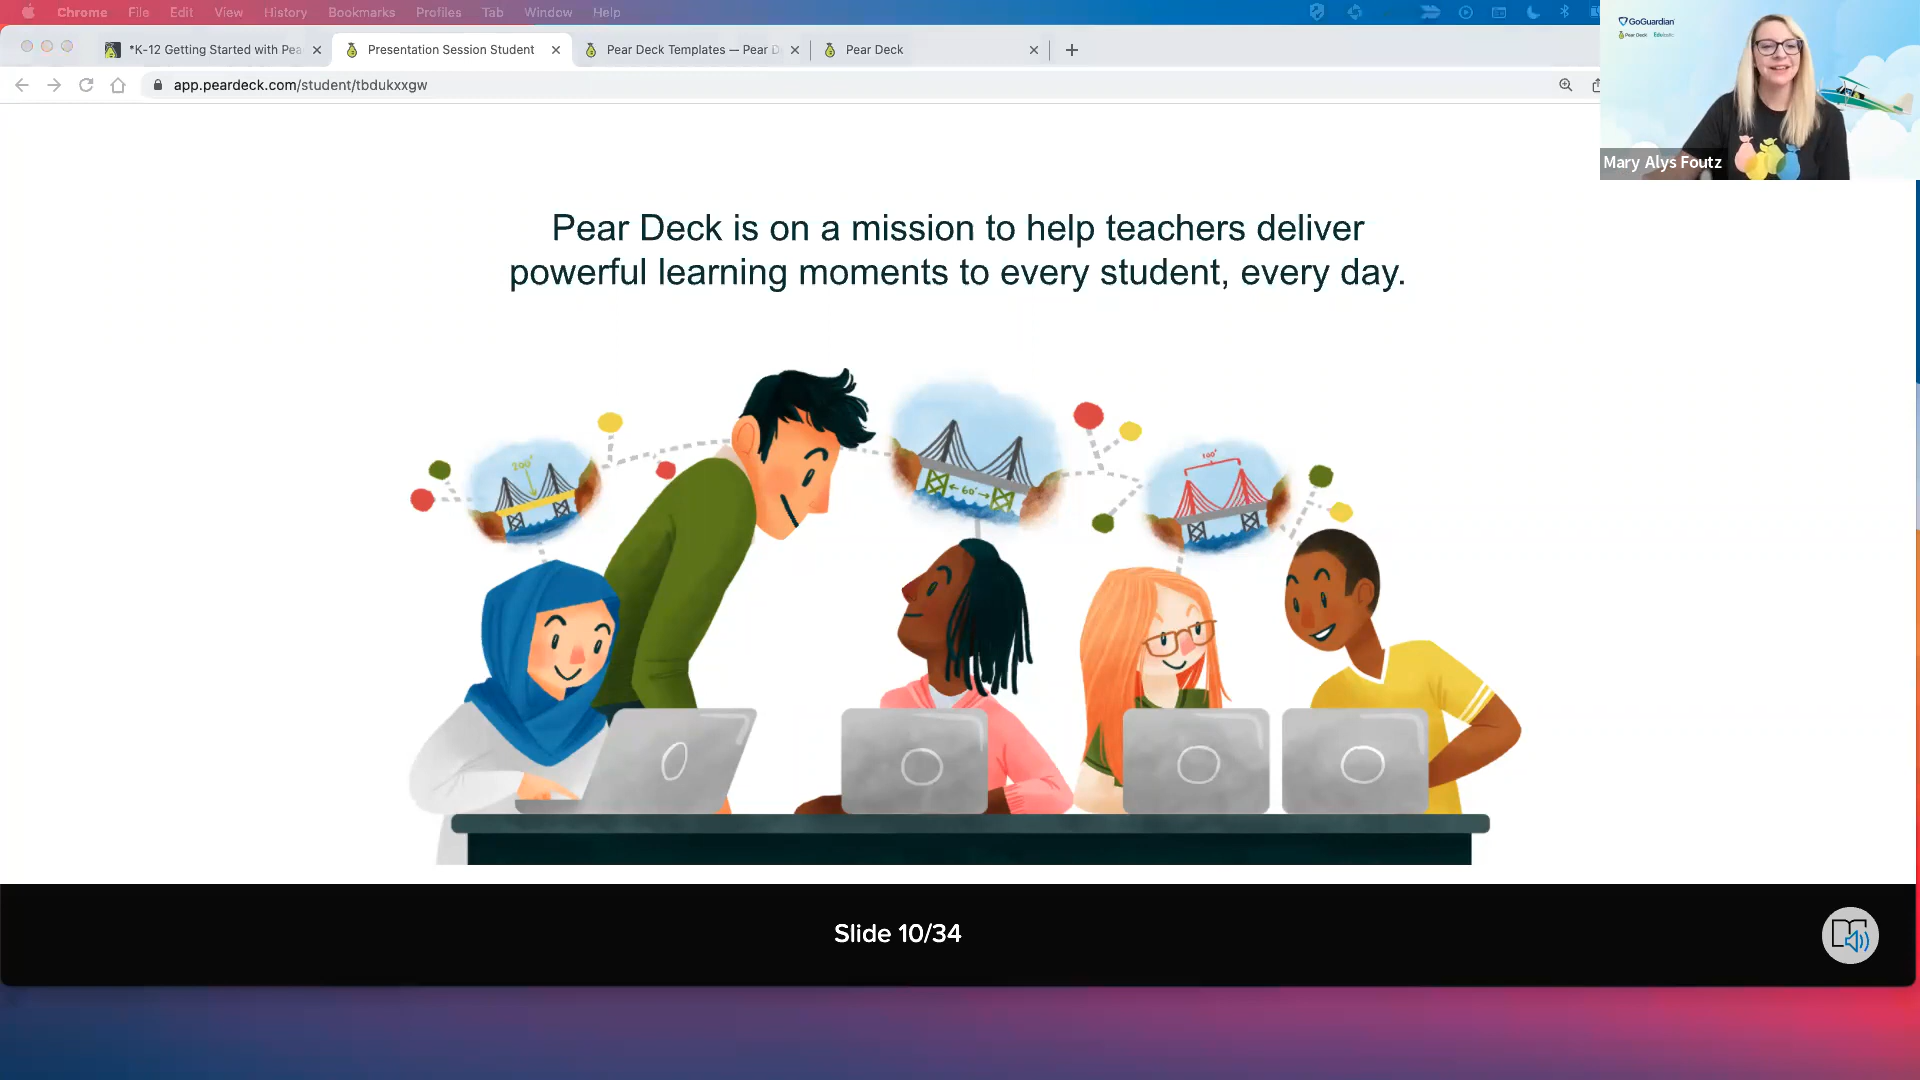 Chrome File Edit View History Bookmarks Profiles Tab Window Help
*K-12 Getting Started with Pea
Presentation Session Student
Pear Deck Templates — Pear D
Pear Deck
app.peardeck.com/student/tbdukxxgw
GoGuardian
Pear Deck
Mary Alys Foutz
Pear Deck is on a mission to help teachers deliver
powerful learning moments to every student, every day.
200'
60'
100'
Slide 10/34